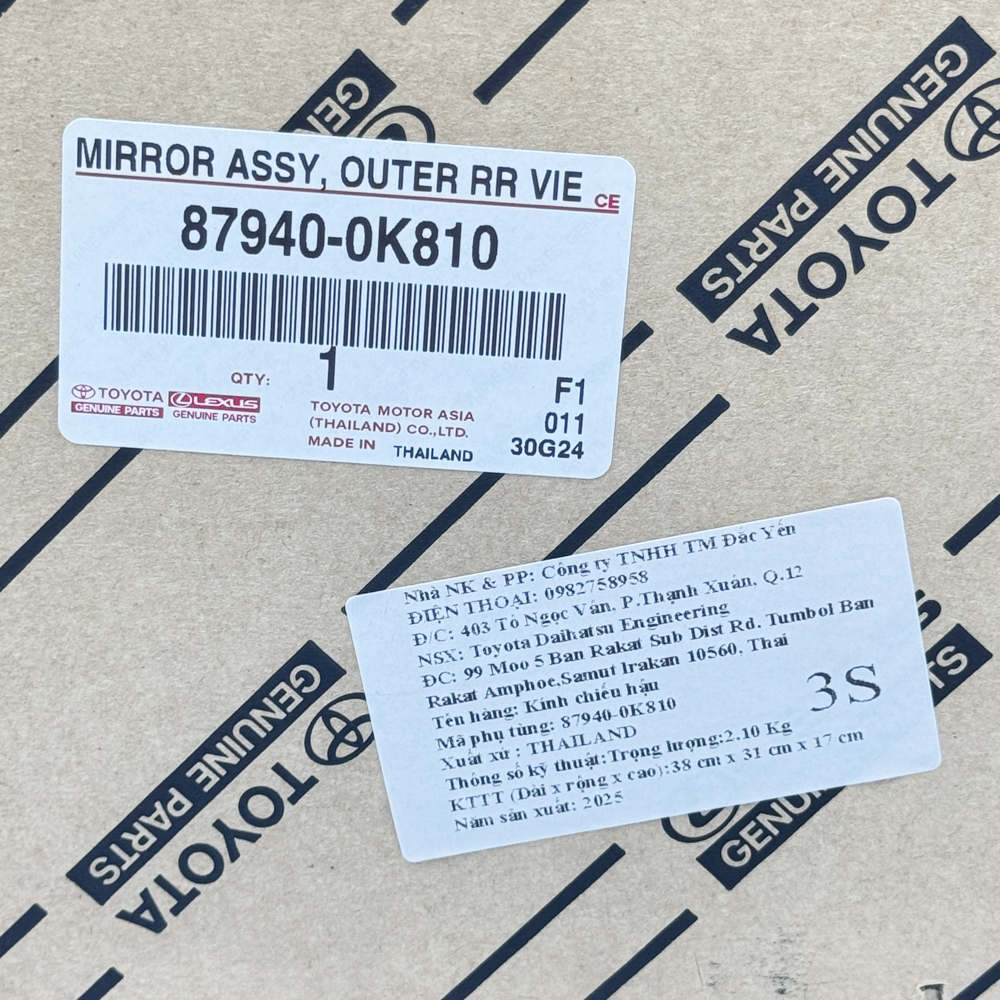 MIRROR ASSY, OUTER RR VIE CE
87940-0K810
QTY: 1
TOYOTA
GENUINE PARTS
LEXUS
GENUINE PARTS
TOYOTA MOTOR ASIA
(THAILAND) CO.,LTD.
MADE IN THAILAND
F1
011
30G24
Nhà NK & PP: Công ty TNHH TM Đắc Yến
ĐIỆN THOẠI: 0982758958
Đ/C: 403 Tô Ngọc Vân, P.Thạnh Xuân, Q.12
NSX: Toyota Daihatsu Engineering
ĐC: 99 Moo 5 Ban Rakat Sub Dist Rd. Tumbol Ban
Rakat Amphoe,Samut Irakan 10560, Thai
Tên hàng: Kính chiếu hậu
Mã phụ tùng: 87940-0K810
Xuất xứ : THAILAND
Thông số kỹ thuật:Trọng lượng:2.10 Kg
KTTT (Dài x rộng x cao):38 cm x 31 cm x 17 cm
Năm sản xuất: 2025
3S
GENUINE PARTS
TOYOTA
GENUINE PARTS
TOYOTA
GE
GENU